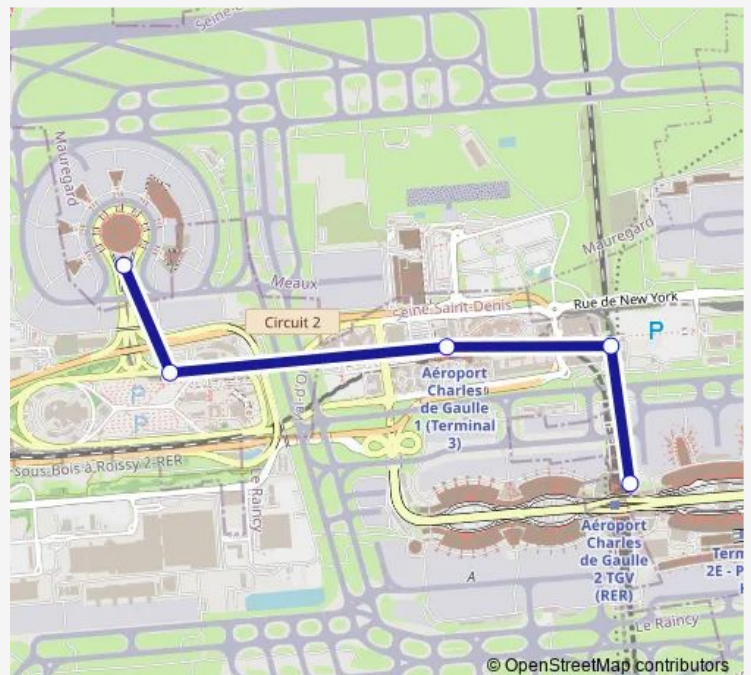 Mauregard
Meaux
Mauregard
Seine-Saint-Denis
Rue de New York
Circuit 2
P
P
P
Aéroport
Charles
de Gaulle
1 (Terminal
3)
sous-Bois à Roissy 2-RER
Le Raincy
Aéroport
Charles
de Gaulle
2 TGV
(RER)
A
2E - P
Le Raincy
© OpenStreetMap contributors